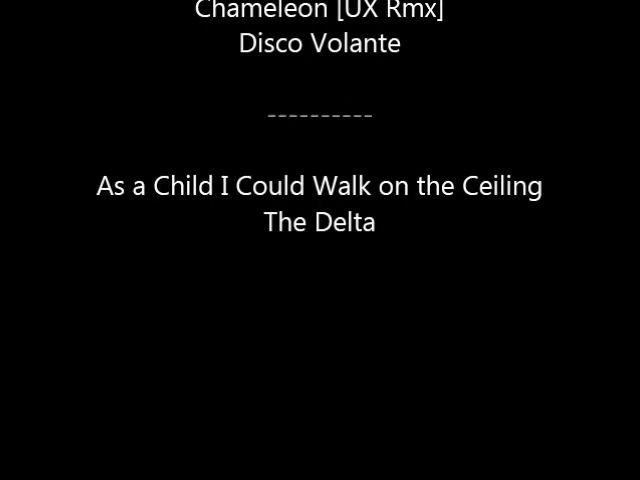 Chameleon [UX Rmx]
Disco Volante
----------
As a Child I Could Walk on the Ceiling
The Delta